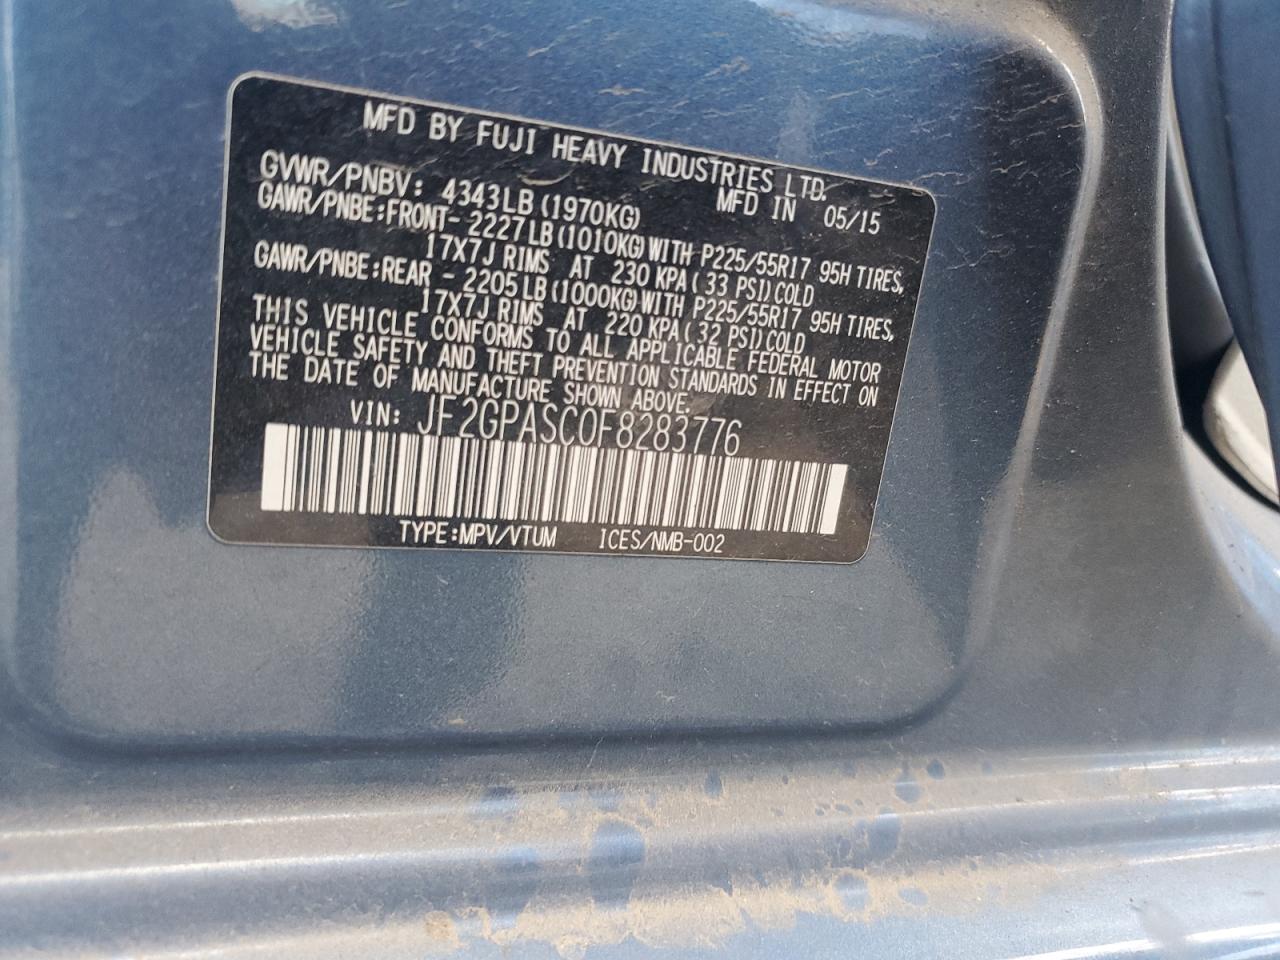 MFD BY FUJI HEAVY INDUSTRIES LTD.
GVWR/PNBV: 4343LB (1970KG) MFD IN 05/15
GAWR/PNBE:FRONT- 2227LB(1010KG)WITH P225/55R17 95H TIRES,
17X7J RIMS AT 230 KPA( 33 PSI)COLD
GAWR/PNBE:REAR - 2205LB(1000KG)WITH P225/55R17 95H TIRES,
17X7J RIMS AT 220 KPA( 32 PSI)COLD
THIS VEHICLE CONFORMS TO ALL APPLICABLE FEDERAL MOTOR
VEHICLE SAFETY AND THEFT PREVENTION STANDARDS IN EFFECT ON
THE DATE OF MANUFACTURE SHOWN ABOVE.
VIN: JF2GPASC0F8283776
TYPE:MPV/VTUM ICES/NMB-002